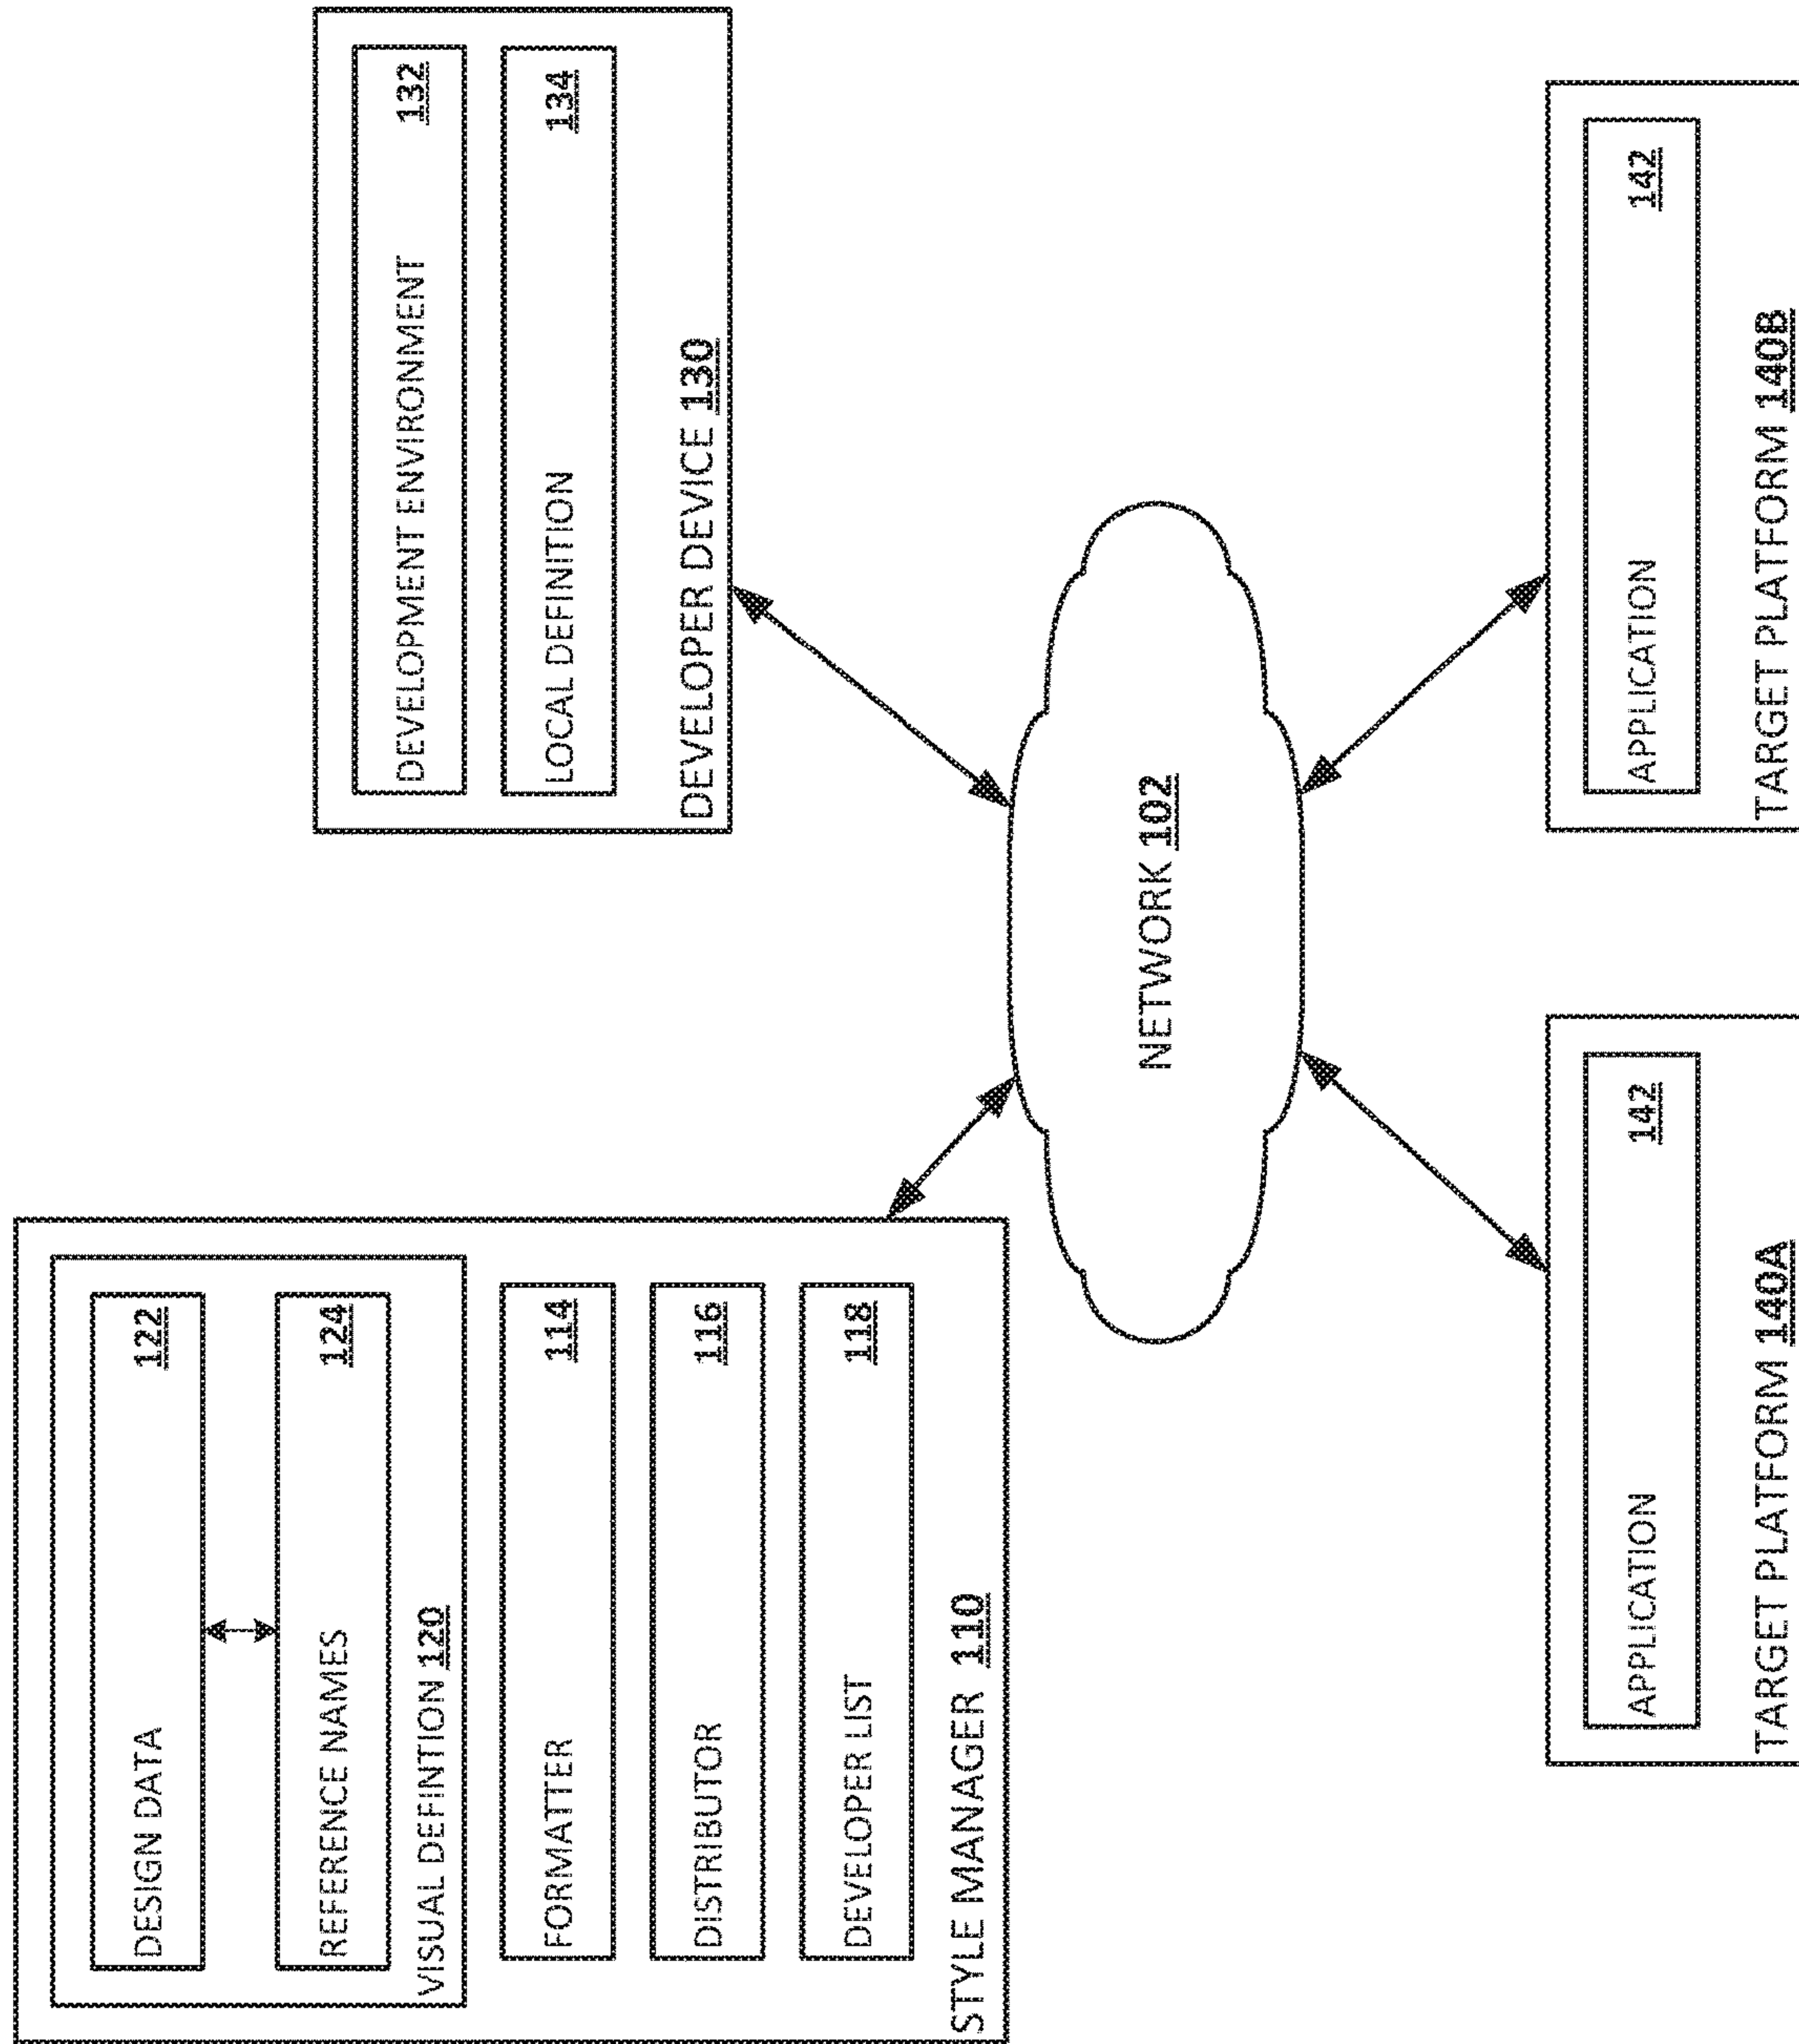 DESIGN DATA 122
REFERENCE NAMES 124
VISUAL DEFINTION 120
FORMATTER 114
DISTRIBUTOR 116
DEVELOPER LIST 118
STYLE MANAGER 110
DEVELOPMENT ENVIRONMENT 132
LOCAL DEFINITION 134
DEVELOPER DEVICE 130
NETWORK 102
APPLICATION 142
TARGET PLATFORM 140A
APPLICATION 142
TARGET PLATFORM 140B